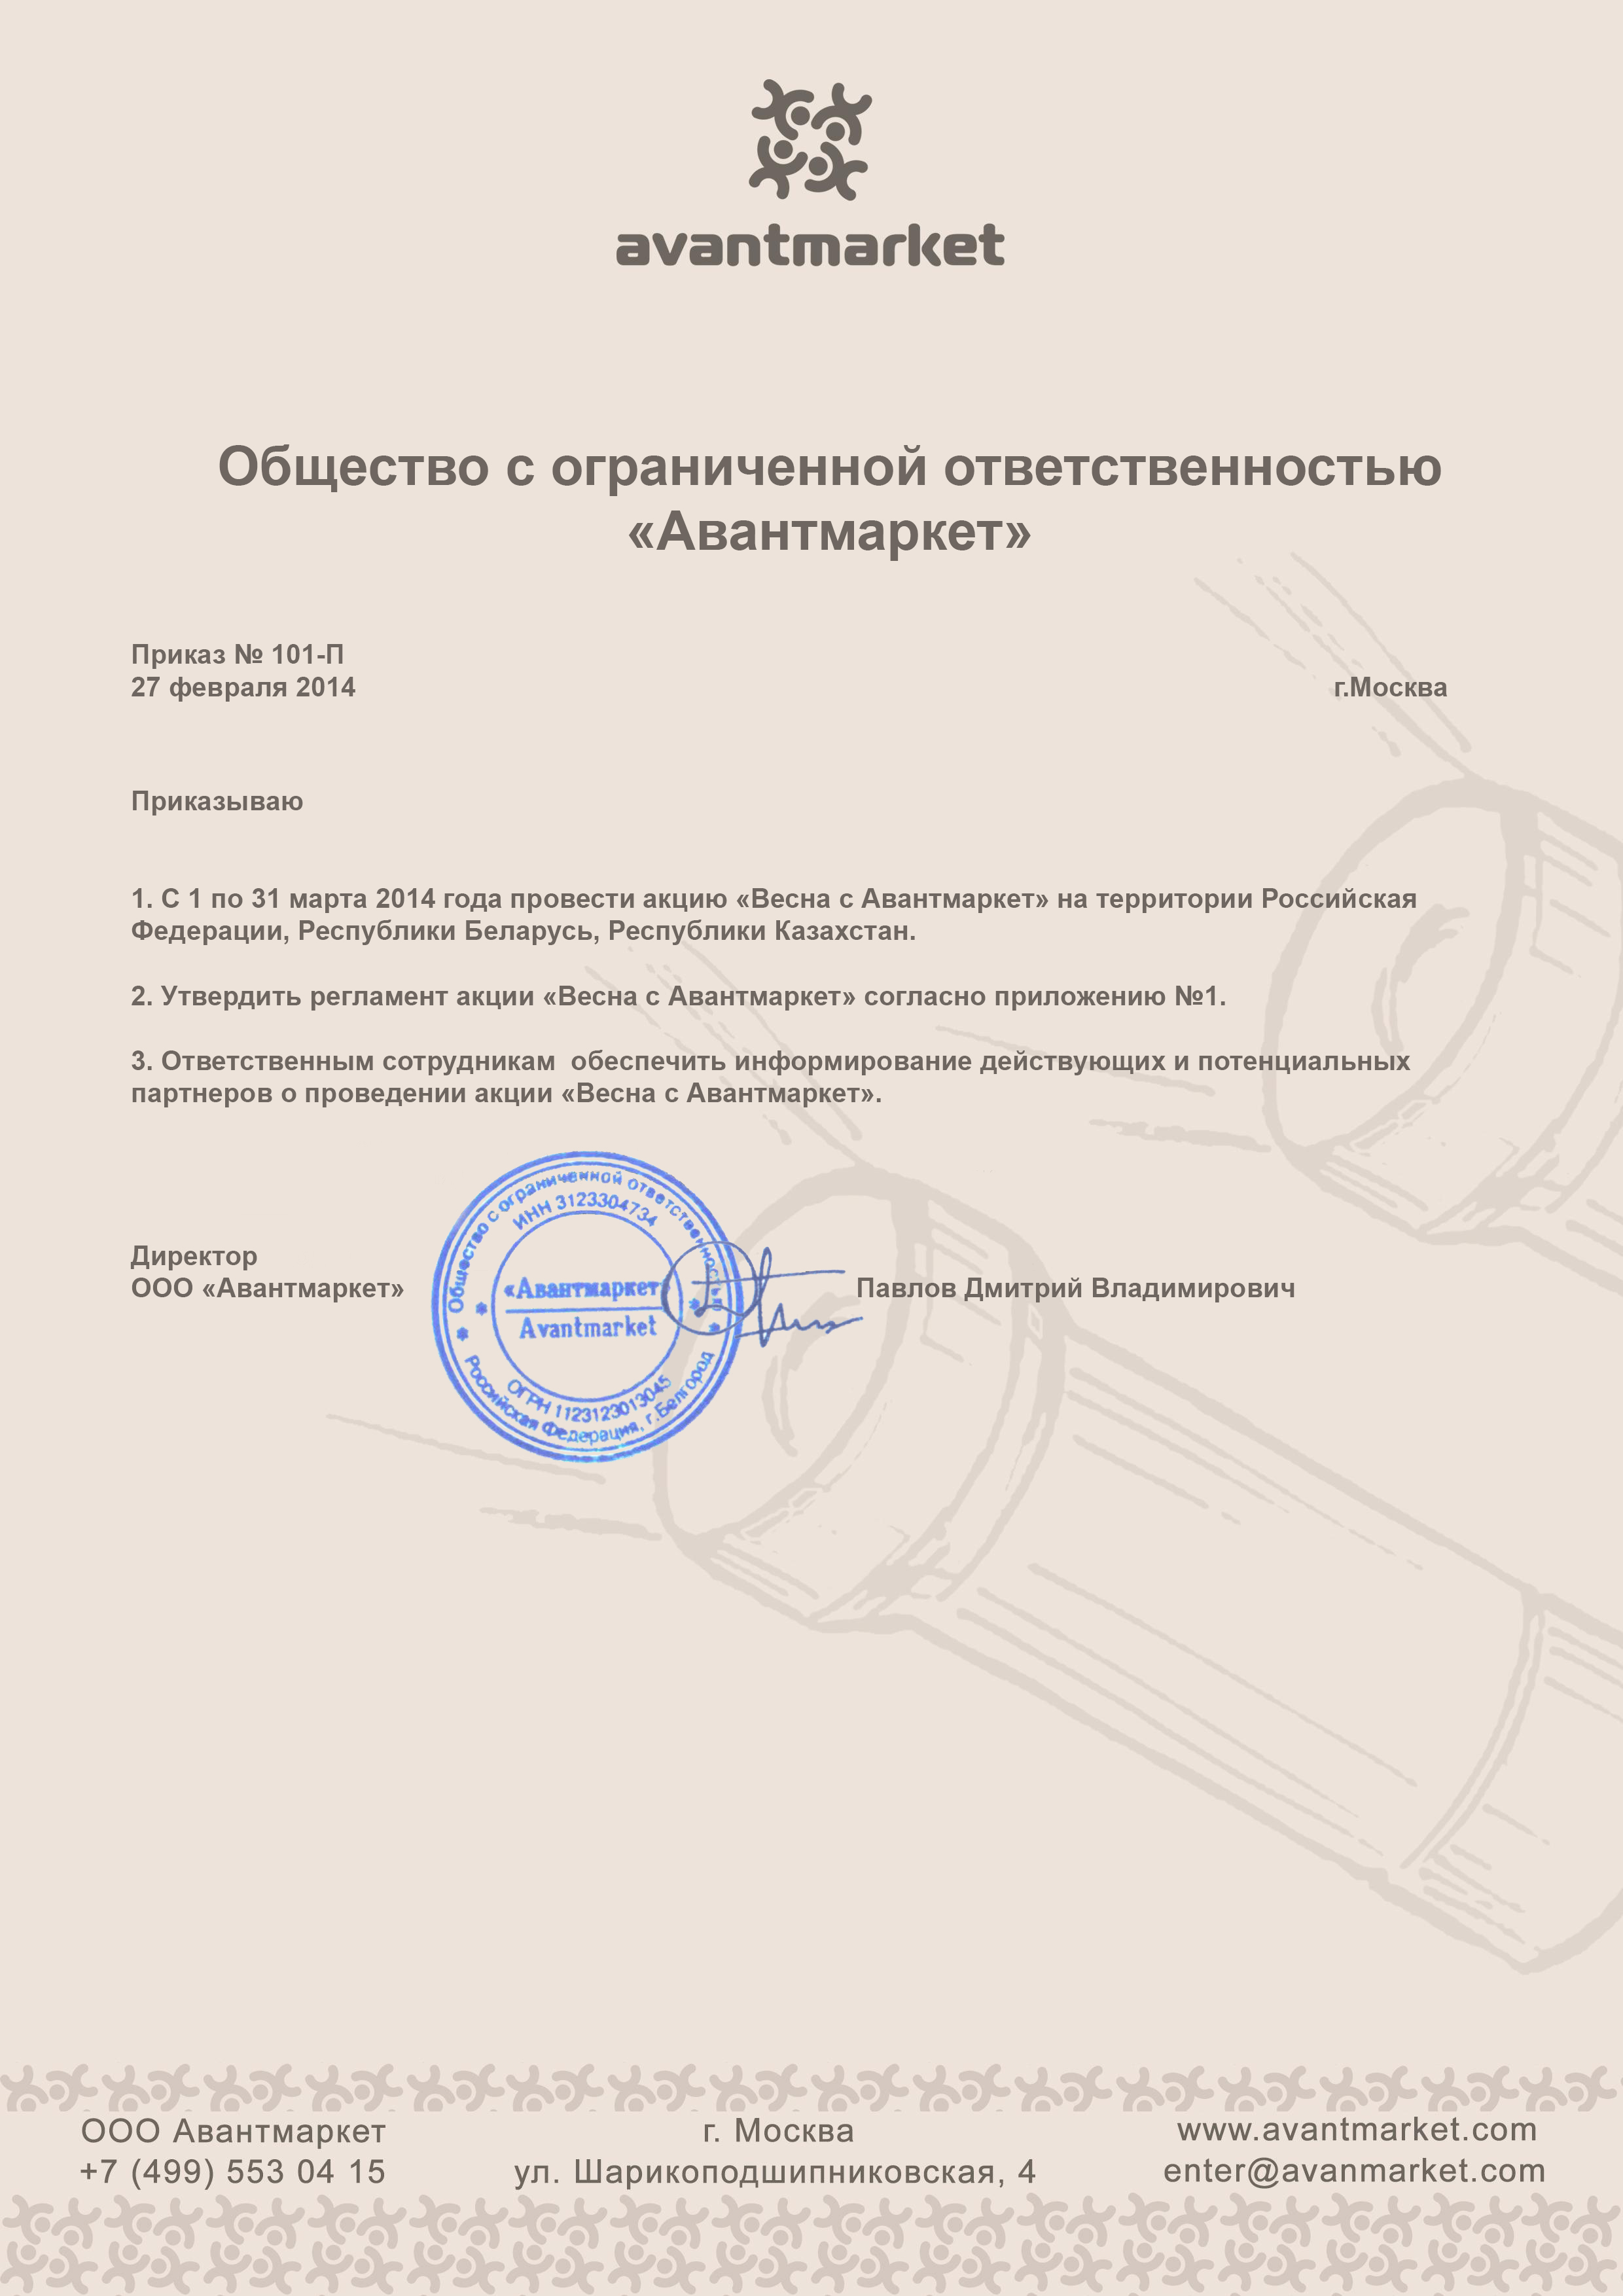 avantmarket
Общество с ограниченной ответственностью
«Авантмаркет»
Приказ № 101-П
27 февраля 2014
г.Москва
Приказываю
1. С 1 по 31 марта 2014 года провести акцию «Весна с Авантмаркет» на территории Российская
Федерации, Республики Беларусь, Республики Казахстан.
2. Утвердить регламент акции «Весна с Авантмаркет» согласно приложению №1.
3. Ответственным сотрудникам  обеспечить информирование действующих и потенциальных
партнеров о проведении акции «Весна с Авантмаркет».
Директор
ООО «Авантмаркет»
Общество с ограниченной ответственностью
ИНН 3123304734
«Авантмаркет
Avantmarket
ОГРН 1123123013045
Российская Федерация, г.Белгород
Павлов Дмитрий Владимирович
ООО Авантмаркет
+7 (499) 553 04 15
г. Москва
ул. Шарикоподшипниковская, 4
www.avantmarket.com
enter@avanmarket.com